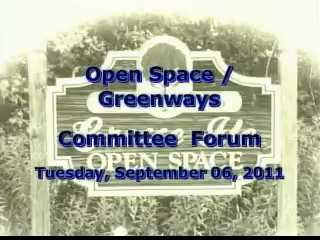 Open Space /
Greenways
Committee Forum
OPEN SPACE
Tuesday, September 06, 2011